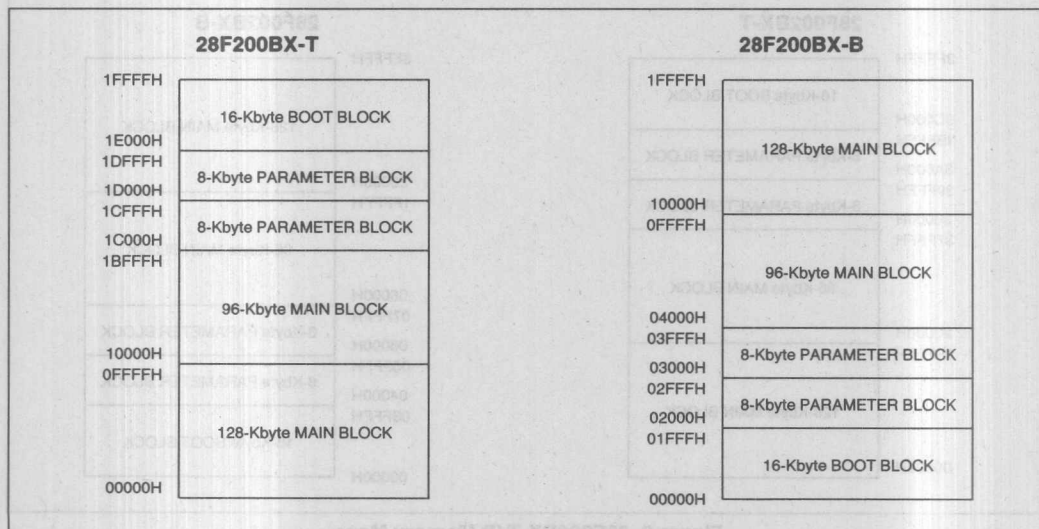 28F200BX-T
1FFFFH
16-Kbyte BOOT BLOCK
1E000H
1DFFFH
8-Kbyte PARAMETER BLOCK
1D000H
1CFFFH
8-Kbyte PARAMETER BLOCK
1C000H
1BFFFH
96-Kbyte MAIN BLOCK
10000H
0FFFFH
128-Kbyte MAIN BLOCK
00000H
28F200BX-B
1FFFFH
128-Kbyte MAIN BLOCK
10000H
0FFFFH
96-Kbyte MAIN BLOCK
04000H
03FFFH
8-Kbyte PARAMETER BLOCK
03000H
02FFFH
8-Kbyte PARAMETER BLOCK
02000H
01FFFH
16-Kbyte BOOT BLOCK
00000H